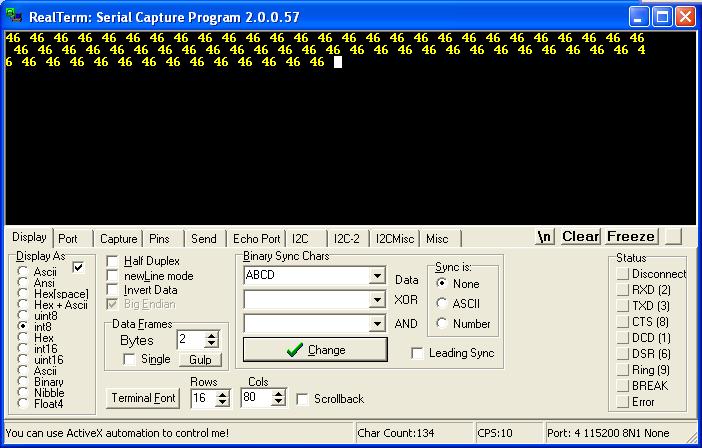 RealTerm: Serial Capture Program 2.0.0.57
46 46 46 46 46 46 46 46 46 46 46 46 46 46 46 46 46 46 46 46 46 46 46 46 46 46
46 46 46 46 46 46 46 46 46 46 46 46 46 46 46 46 46 46 46 46 46 46 46 46 46 4
6 46 46 46 46 46 46 46 46 46 46 46 46 46
Display Port Capture Pins Send Echo Port I2C I2C-2 I2CMisc Misc \n Clear Freeze
Display As
Ascii
Ansi
Hex[space]
Hex + Ascii
uint8
int8
Hex
int16
uint16
Ascii
Binary
Nibble
Float4
Half Duplex
newLine mode
Invert Data
Big Endian
Data Frames
Bytes 2
Single Gulp
Terminal Font
Rows
16
Cols
80
Scrollback
Binary Sync Chars
ABCD Data
XOR
AND
Change
Sync is:
None
ASCII
Number
Leading Sync
Status
Disconnect
RXD (2)
TXD (3)
CTS (8)
DCD (1)
DSR (6)
Ring (9)
BREAK
Error
You can use ActiveX automation to control me! Char Count:134 CPS:10 Port: 4 115200 8N1 None